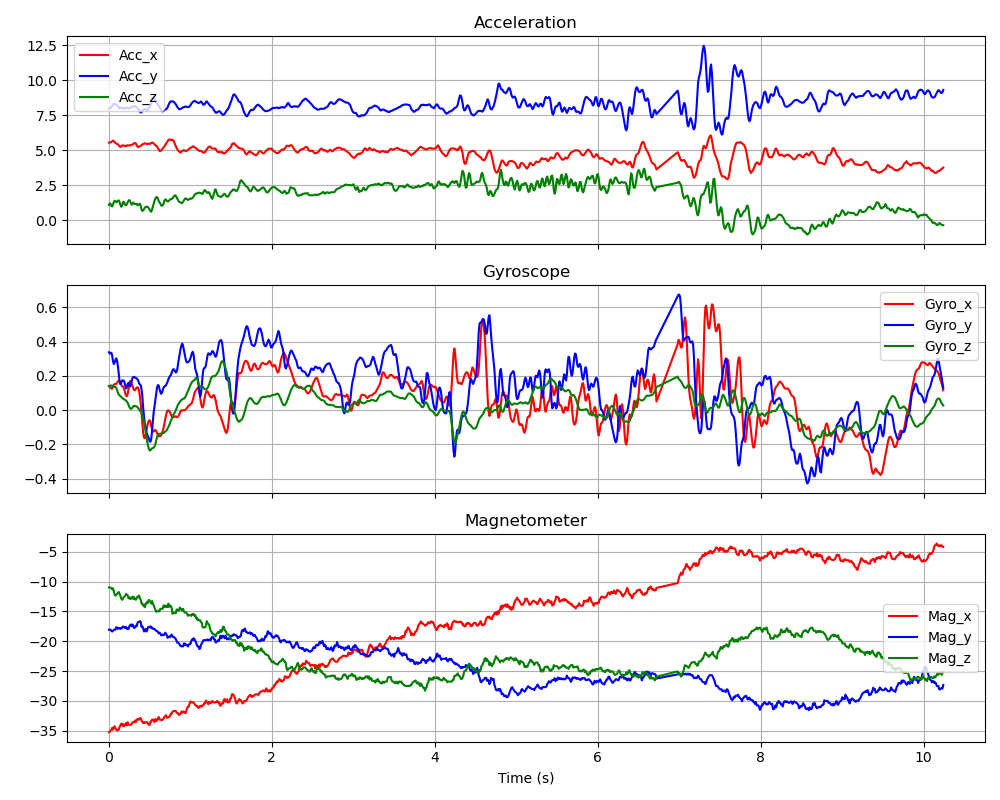 Acceleration
12.5
10.0
7.5
5.0
2.5
0.0
Acc_x
Acc_y
Acc_z
Gyroscope
0.6
0.4
0.2
0.0
−0.2
−0.4
Gyro_x
Gyro_y
Gyro_z
Magnetometer
−5
−10
−15
−20
−25
−30
−35
Mag_x
Mag_y
Mag_z
0 2 4 6 8 10
Time (s)